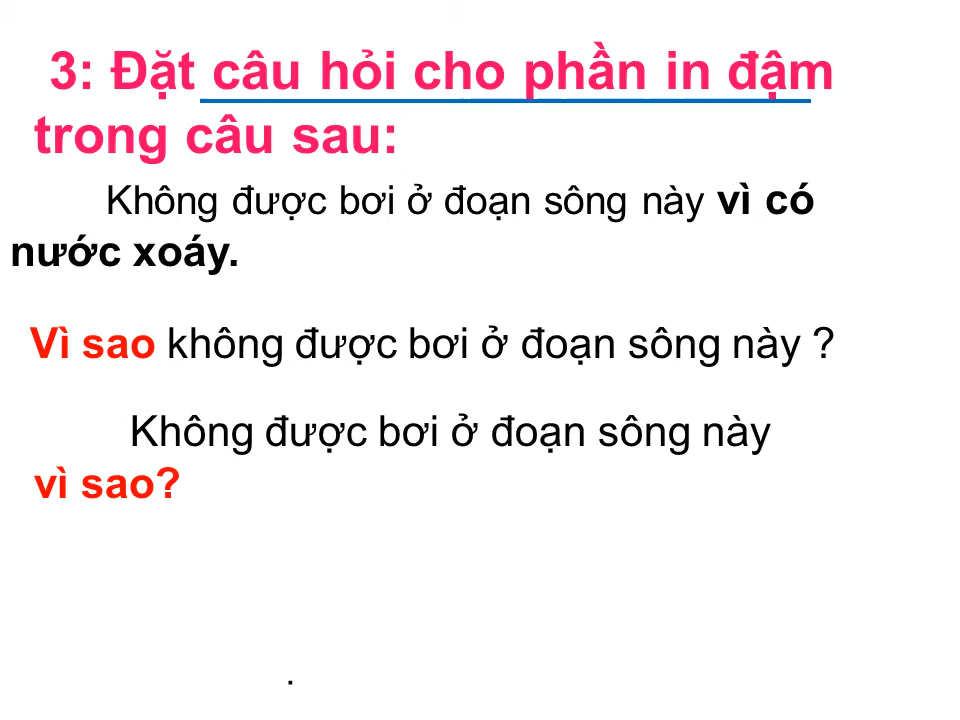 3: Đặt câu hỏi cho phần in đậm
trong câu sau:
Không được bơi ở đoạn sông này vì có
nước xoáy.
Vì sao không được bơi ở đoạn sông này ?
Không được bơi ở đoạn sông này
vì sao?
.